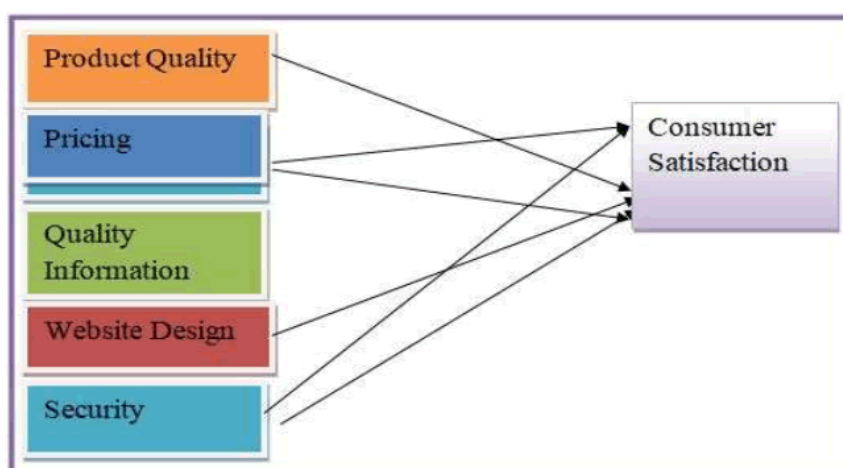 Product Quality
Pricing
Quality
Information
Website Design
Security
Consumer
Satisfaction